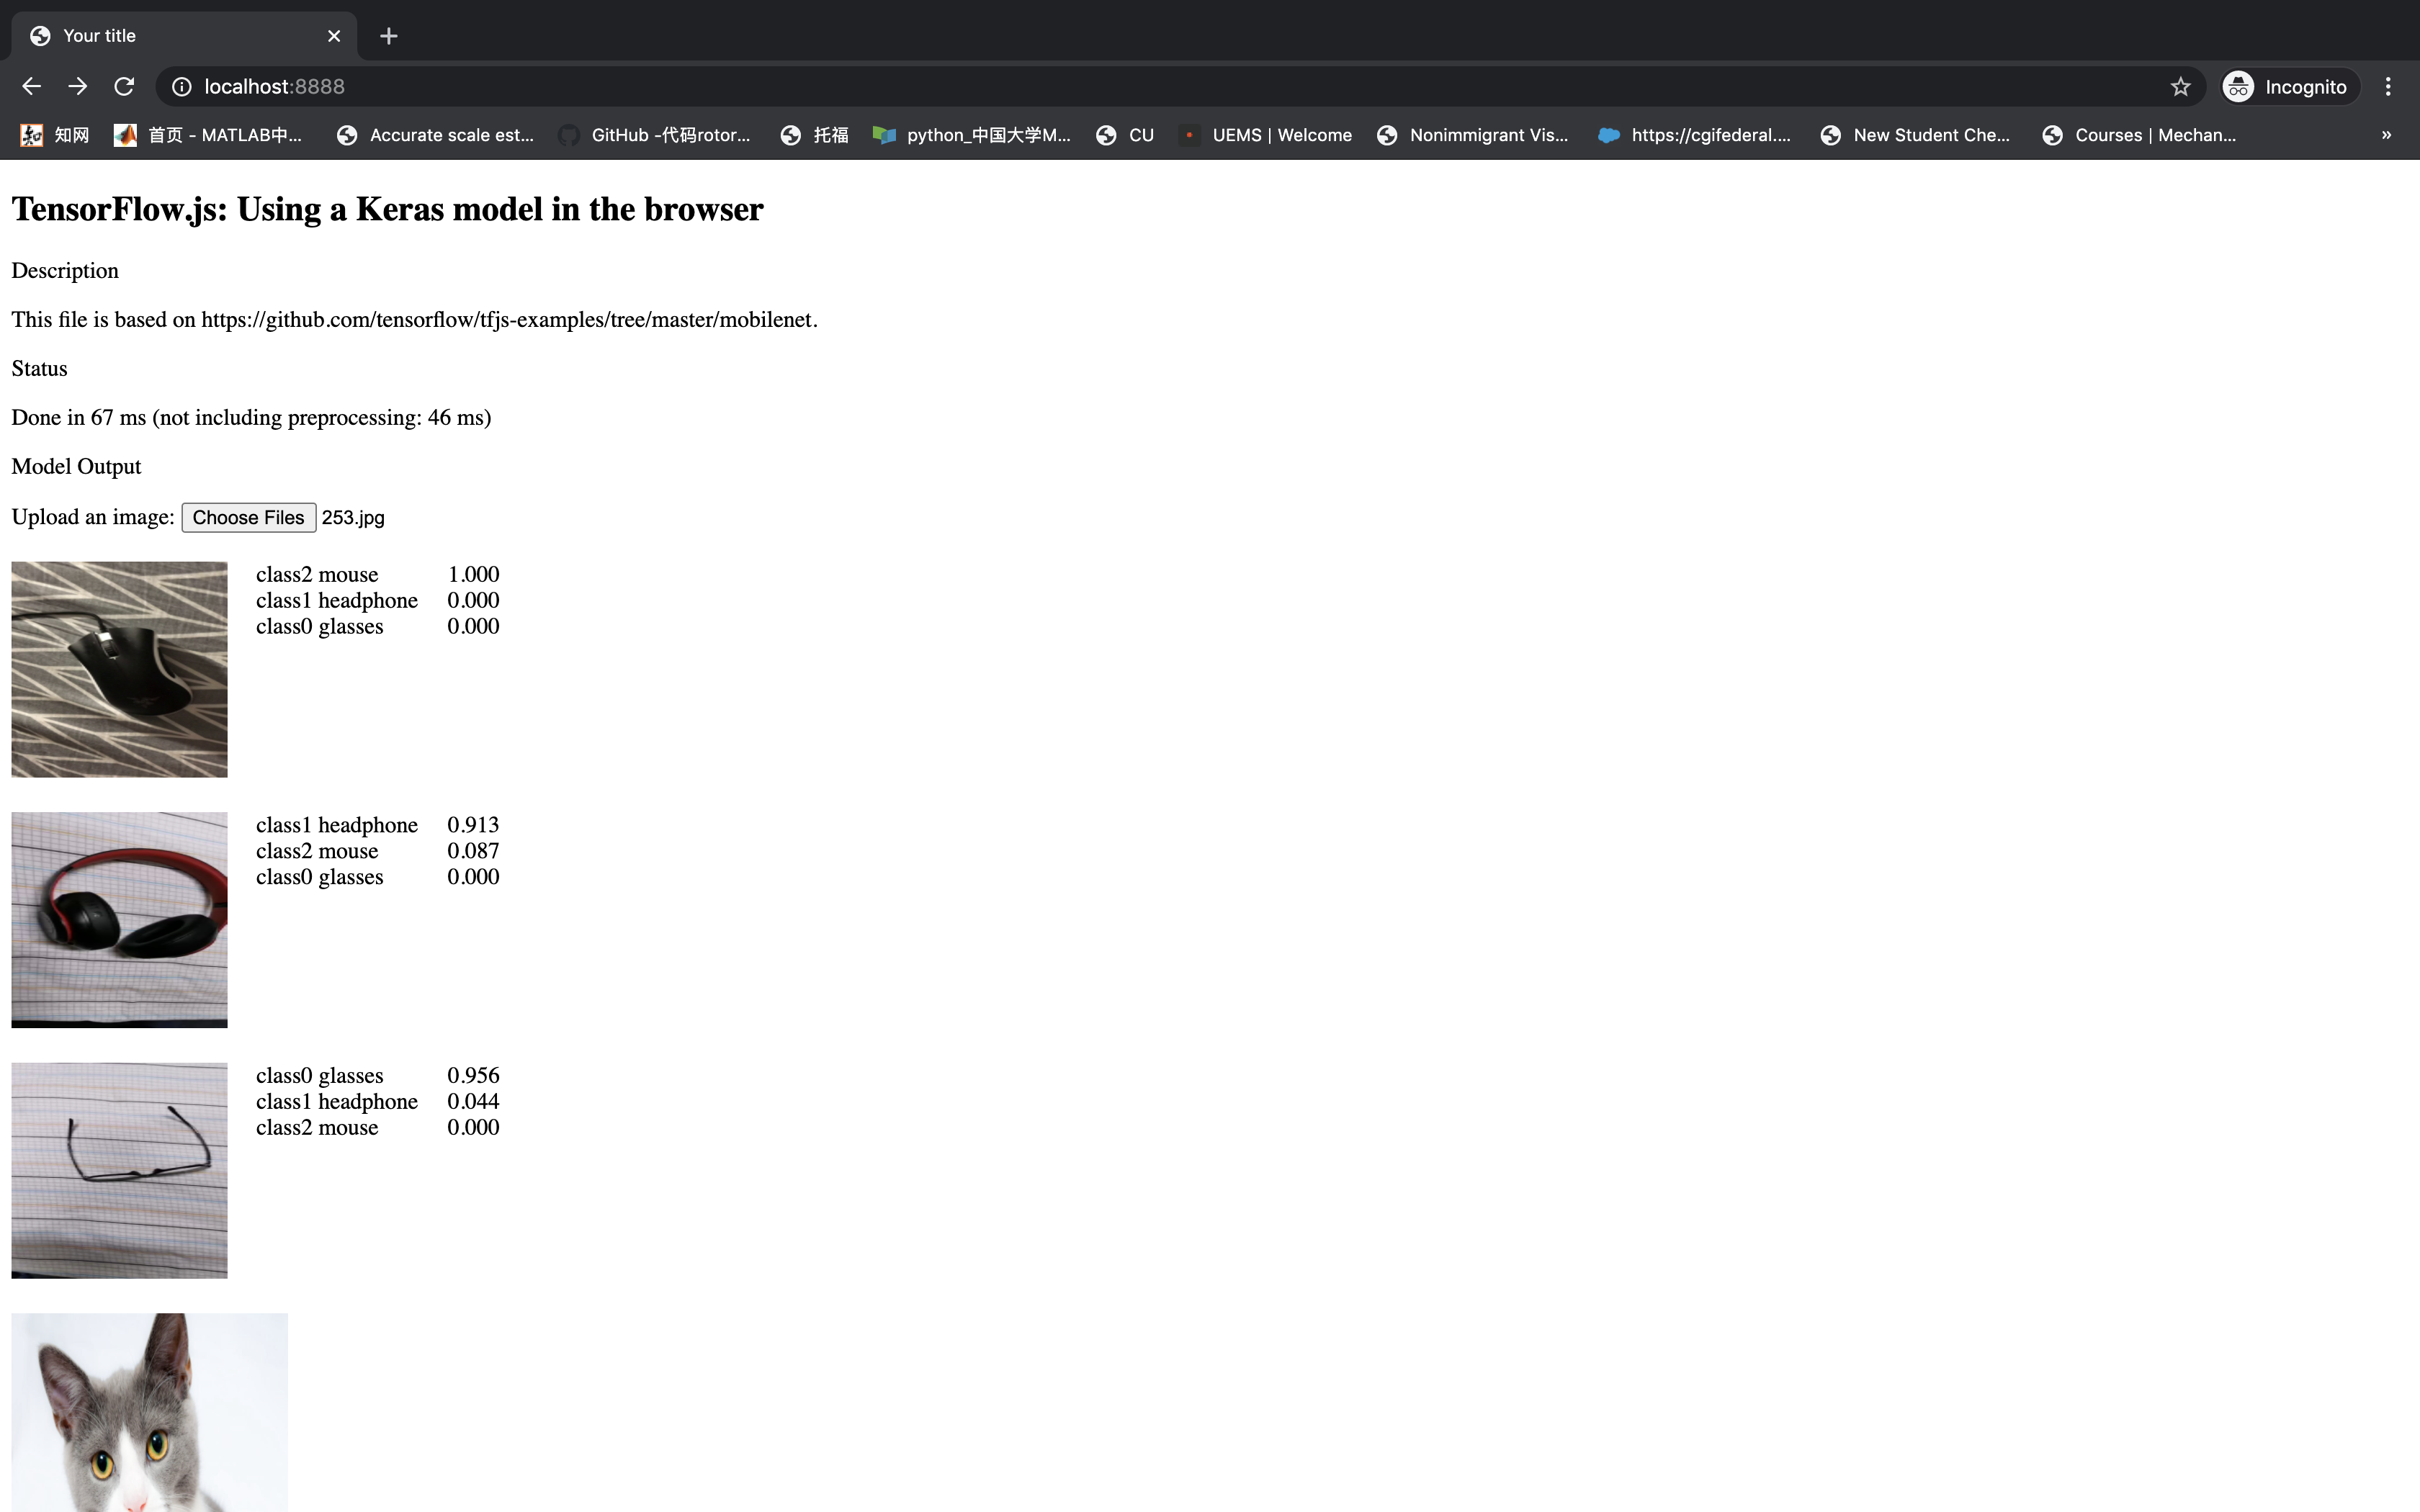 Your title
localhost:8888
Incognito
知网
首页 - MATLAB中...
Accurate scale est...
GitHub -代码rotor...
托福
python_中国大学M...
CU
UEMS | Welcome
Nonimmigrant Vis...
https://cgifederal....
New Student Che...
Courses | Mechan...
»
TensorFlow.js: Using a Keras model in the browser
Description
This file is based on https://github.com/tensorflow/tfjs-examples/tree/master/mobilenet.
Status
Done in 67 ms (not including preprocessing: 46 ms)
Model Output
Upload an image: Choose Files 253.jpg
class2 mouse 1.000
class1 headphone 0.000
class0 glasses 0.000
class1 headphone 0.913
class2 mouse 0.087
class0 glasses 0.000
class0 glasses 0.956
class1 headphone 0.044
class2 mouse 0.000